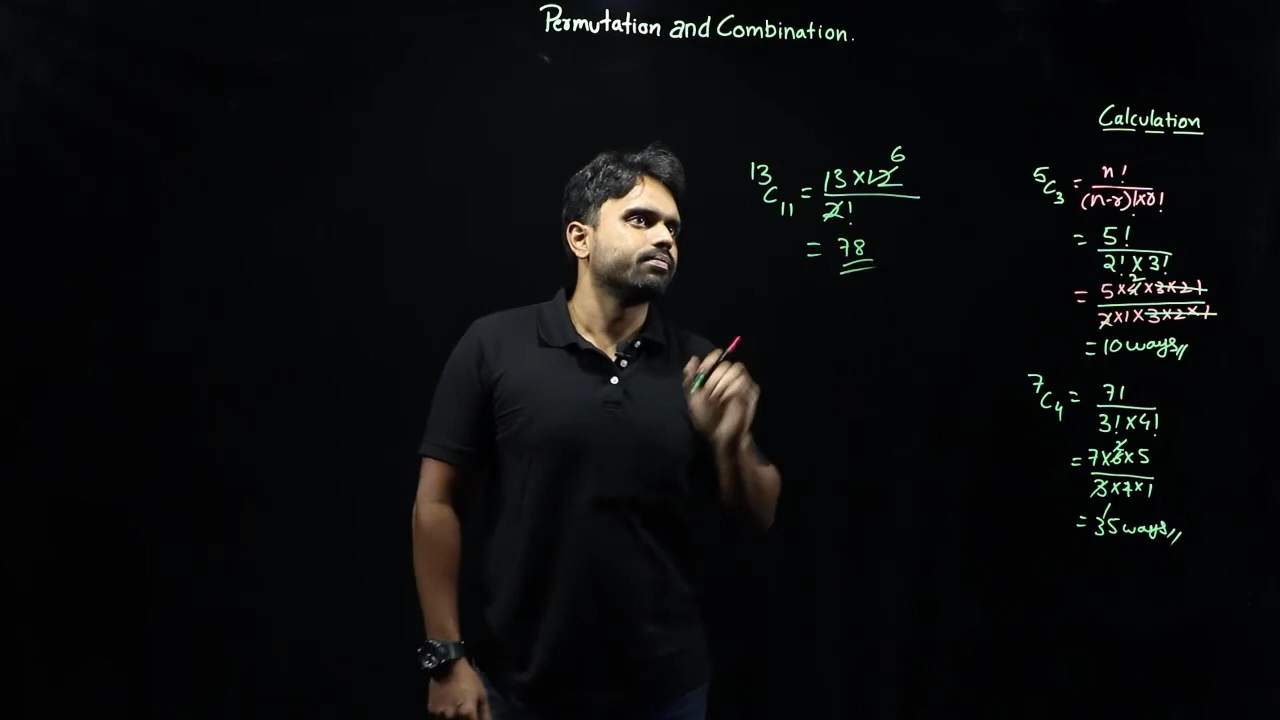 Permutation and Combination.
¹³C₁₁ = 13 × 12 6 / 2!
= 78
Calculation
⁵C₃ = n! / (n-r)! × r!
= 5! / 2! × 3!
= 5 × 4 2 × 3 × 2 × 1 / 2 × 1 × 3 × 2 × 1
= 10 ways
⁷C₄ = 7! / 3! × 4!
= 7 × 6 2 × 5 / 3 × 2 × 1
= 35 ways